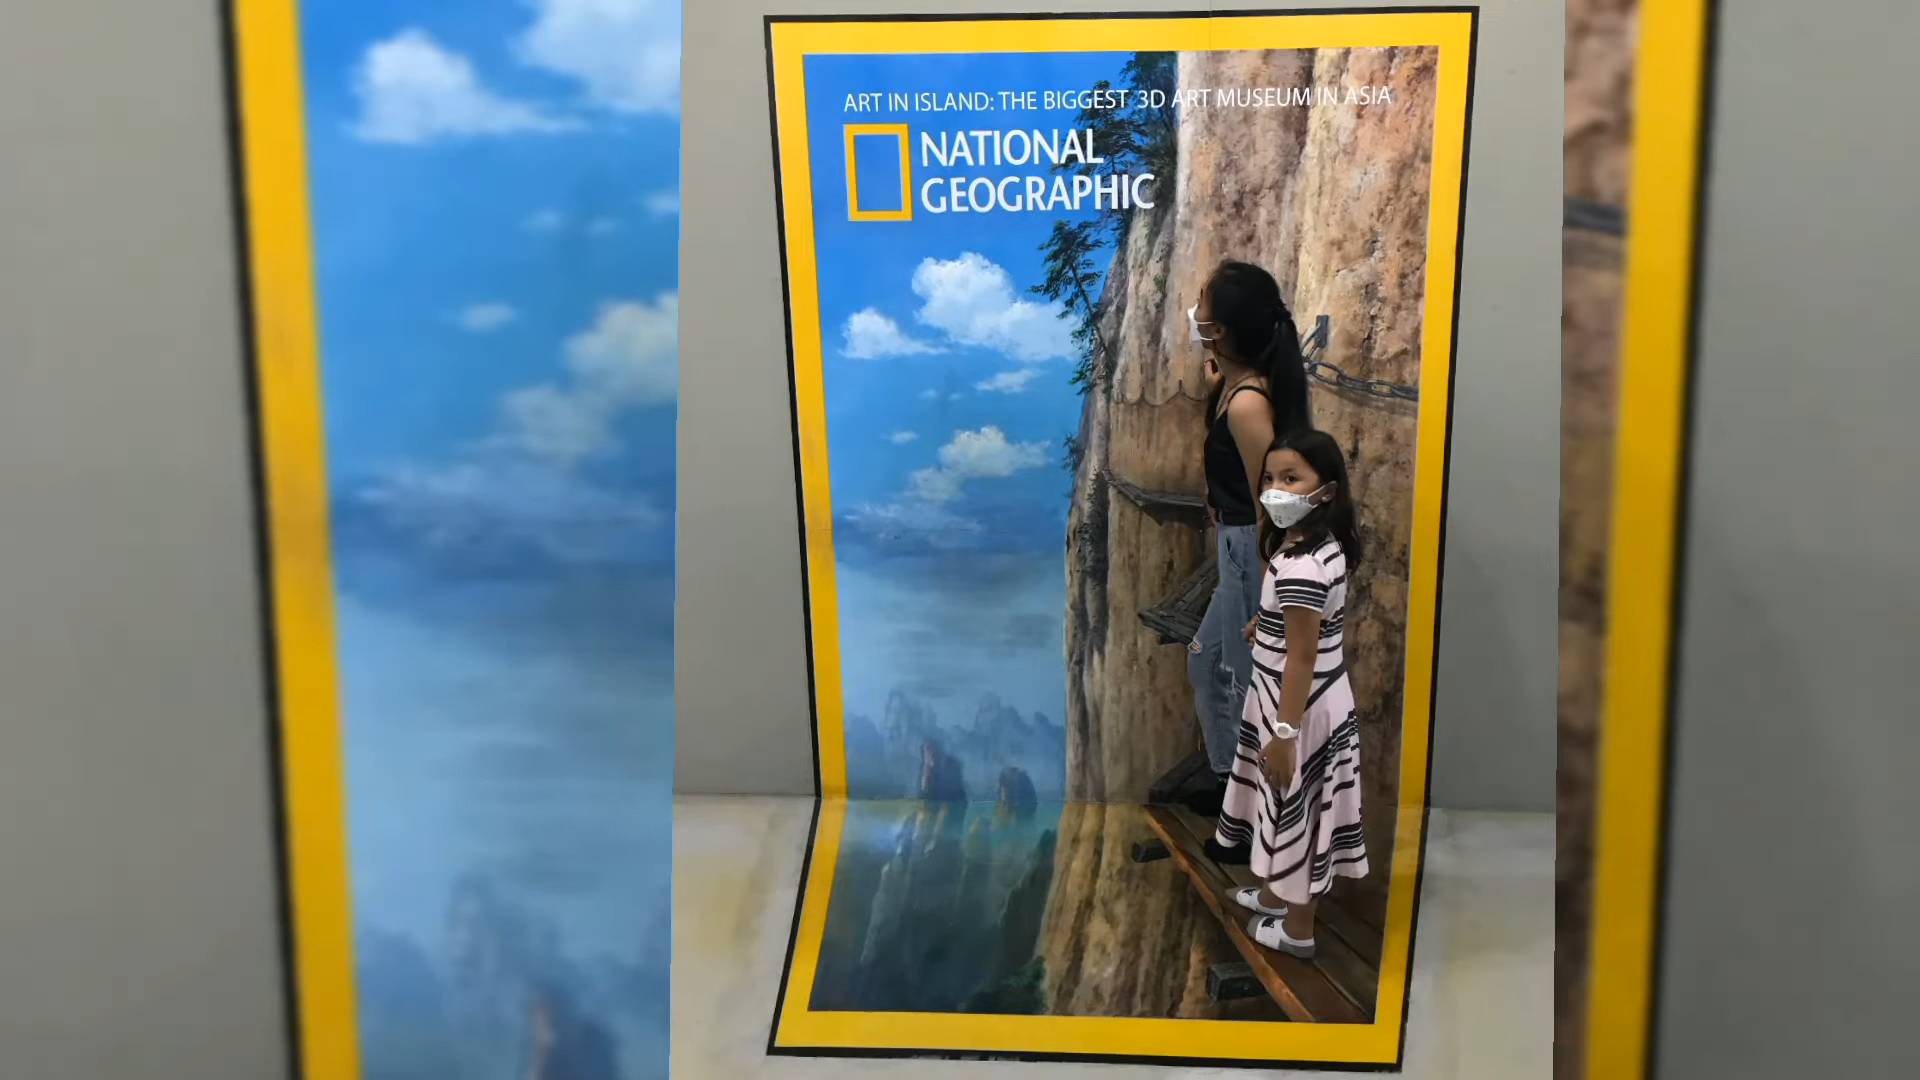 ART IN ISLAND: THE BIGGEST 3D ART MUSEUM IN ASIA
NATIONAL
GEOGRAPHIC